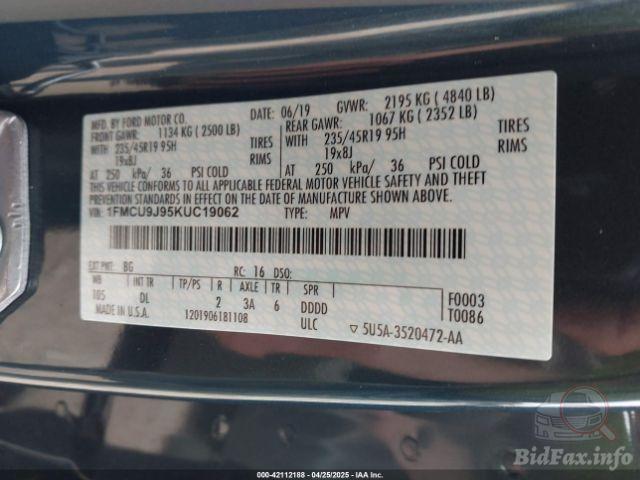 MFD. BY FORD MOTOR CO.
DATE: 06/19 GVWR: 2195 KG ( 4840 LB)
FRONT GAWR: 1134 KG ( 2500 LB) REAR GAWR: 1067 KG ( 2352 LB)
WITH 235/45R19 95H TIRES WITH 235/45R19 95H TIRES
19x8J RIMS 19x8J RIMS
AT 250 kPa/ 36 PSI COLD AT 250 kPa/ 36 PSI COLD
THIS VEHICLE CONFORMS TO ALL APPLICABLE FEDERAL MOTOR VEHICLE SAFETY AND THEFT
PREVENTION STANDARDS IN EFFECT ON THE DATE OF MANUFACTURE SHOWN ABOVE.
VIN: 1FMCU9J95KUC19062 TYPE: MPV
EXT PNT: BG RC: 16 DSO:
WB INT TR TP/PS R AXLE TR SPR F0003
105 DL 2 3A 6 DDDD T0086
MADE IN U.S.A. 1201906181108 ULC 5U5A-3520472-AA
BidFax.info
000-42112188 - 04/25/2025 - IAA Inc.